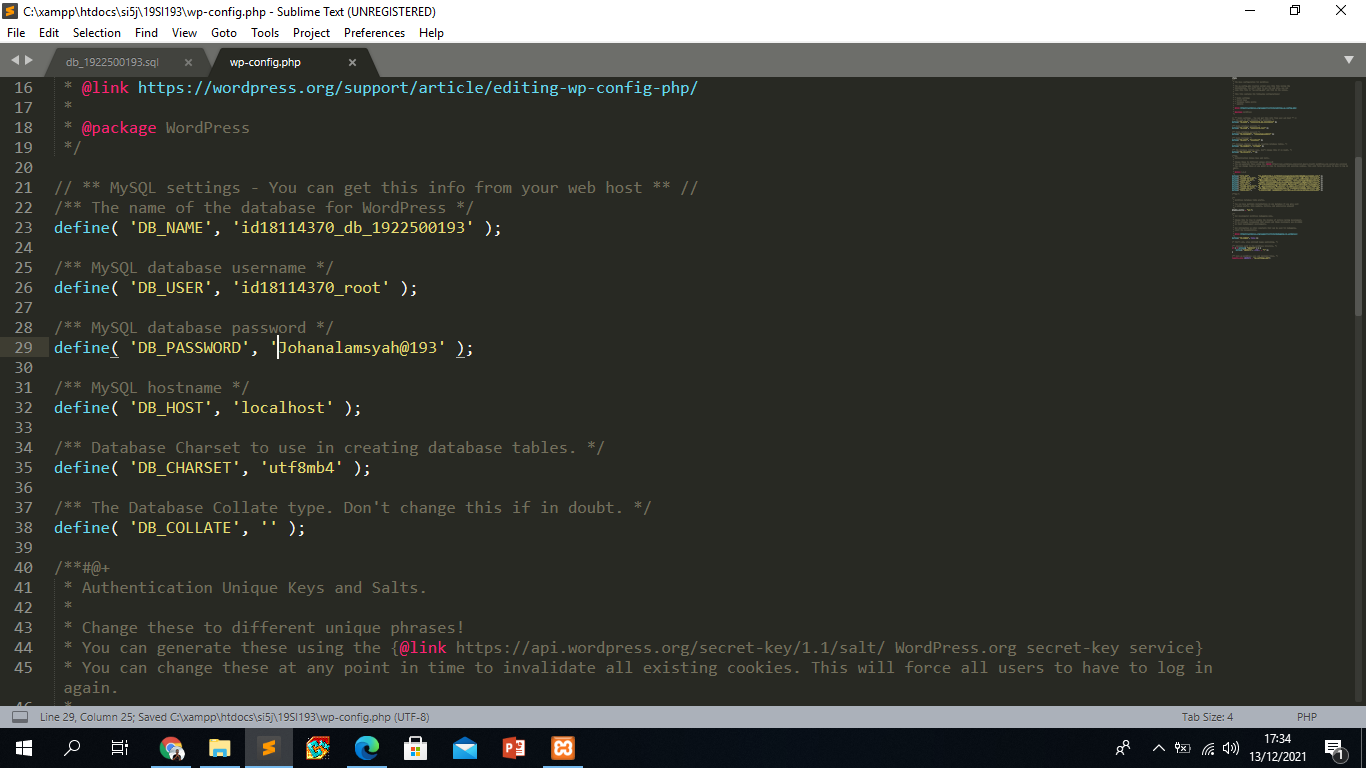 C:\xampp\htdocs\si5j\19SI193\wp-config.php - Sublime Text (UNREGISTERED)
File Edit Selection Find View Goto Tools Project Preferences Help
db_1922500193.sql × wp-config.php ×
16 * @link https://wordpress.org/support/article/editing-wp-config-php/
17 *
18 * @package WordPress
19 */
20
21 // ** MySQL settings - You can get this info from your web host ** //
22 /** The name of the database for WordPress */
23 define( 'DB_NAME', 'id18114370_db_1922500193' );
24
25 /** MySQL database username */
26 define( 'DB_USER', 'id18114370_root' );
27
28 /** MySQL database password */
29 define( 'DB_PASSWORD', 'Johanalamsyah@193' );
30
31 /** MySQL hostname */
32 define( 'DB_HOST', 'localhost' );
33
34 /** Database Charset to use in creating database tables. */
35 define( 'DB_CHARSET', 'utf8mb4' );
36
37 /** The Database Collate type. Don't change this if in doubt. */
38 define( 'DB_COLLATE', '' );
39
40 /**#@+
41 * Authentication Unique Keys and Salts.
42 *
43 * Change these to different unique phrases!
44 * You can generate these using the {@link https://api.wordpress.org/secret-key/1.1/salt/ WordPress.org secret-key service}
45 * You can change these at any point in time to invalidate all existing cookies. This will force all users to have to log in
again.
46 *
Line 29, Column 25; Saved C:\xampp\htdocs\si5j\19SI193\wp-config.php (UTF-8) Tab Size: 4 PHP
17:34
13/12/2021
1